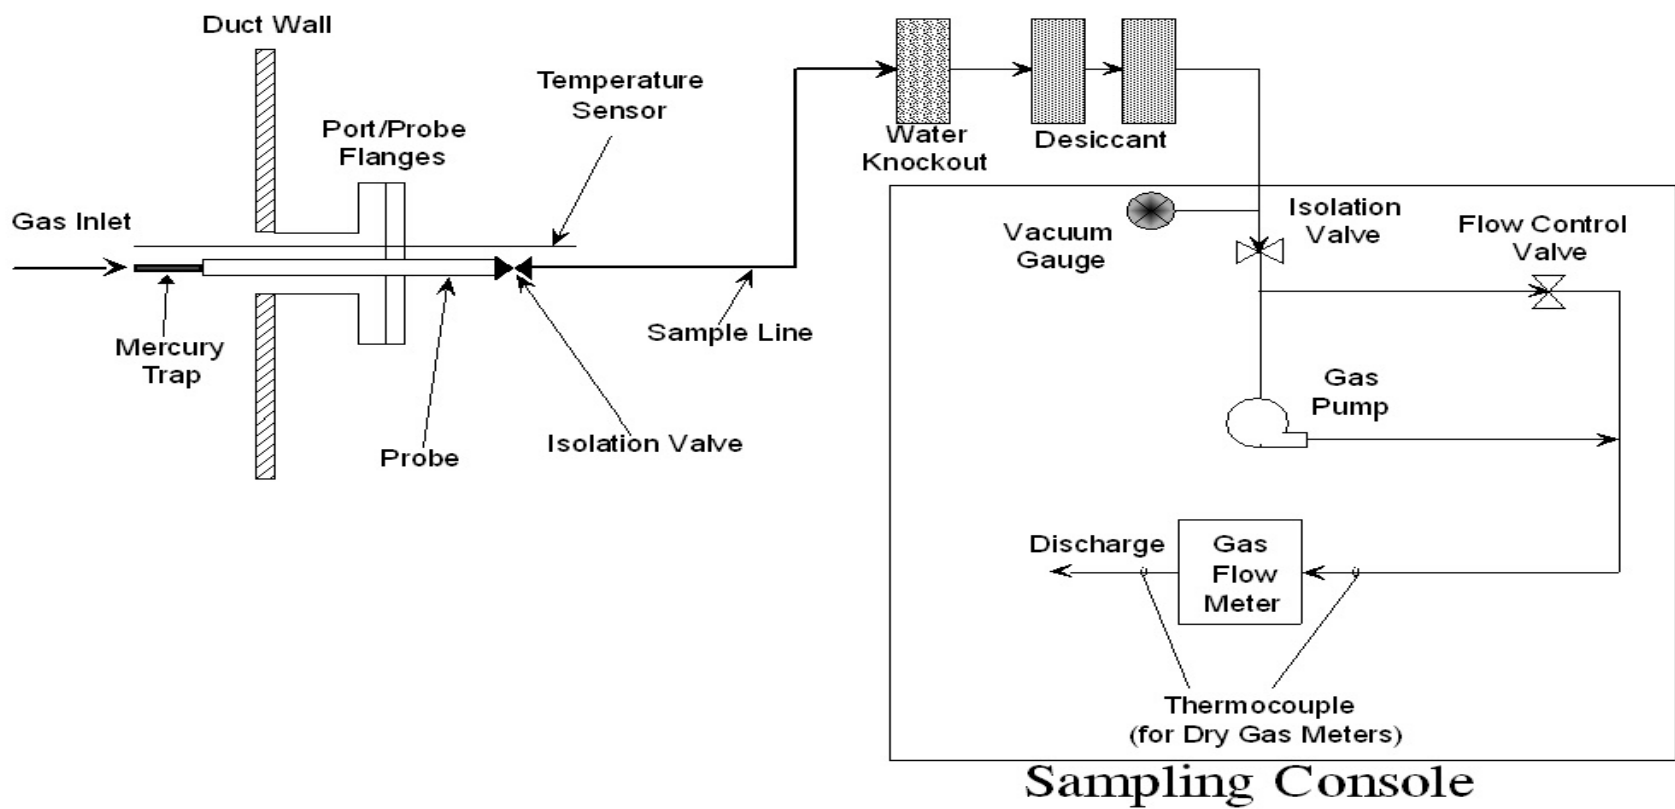 Duct Wall
Temperature
Sensor
Port/Probe
Flanges
Gas Inlet
Mercury
Trap
Probe
Isolation Valve
Sample Line
Water
Knockout
Desiccant
Vacuum
Gauge
Isolation
Valve
Flow Control
Valve
Gas
Pump
Discharge
Gas
Flow
Meter
Thermocouple
(for Dry Gas Meters)
Sampling Console